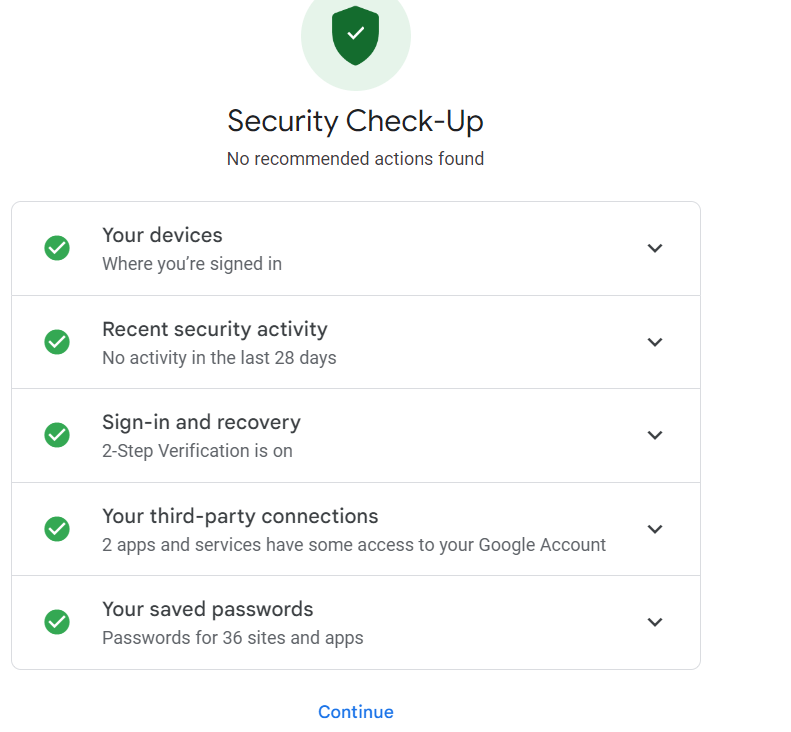 Security Check-Up
No recommended actions found
Your devices
Where you’re signed in
Recent security activity
No activity in the last 28 days
Sign-in and recovery
2-Step Verification is on
Your third-party connections
2 apps and services have some access to your Google Account
Your saved passwords
Passwords for 36 sites and apps
Continue